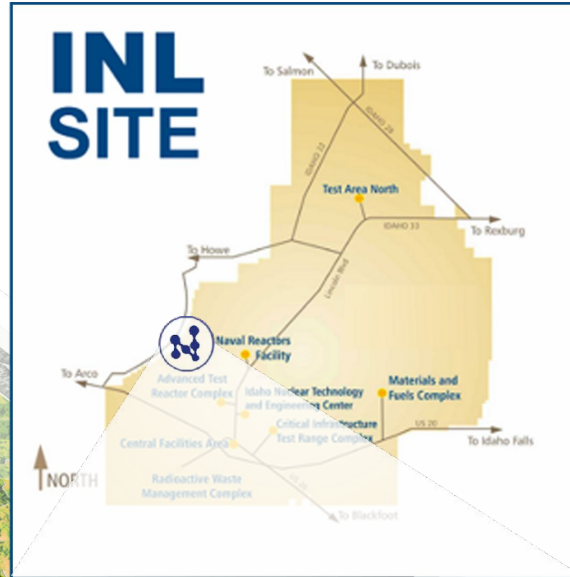 INL
SITE
To Salmon
To Dubois
IDAHO 28
IDAHO 22
Test Area North
To Howe
IDAHO 33
To Rexburg
Lincoln Blvd
Naval Reactors
Facility
To Arco
Advanced Test
Reactor Complex
Idaho Nuclear Technology
and Engineering Center
Materials and
Fuels Complex
Critical Infrastructure
Test Range Complex
Central Facilities Area
US 20
To Idaho Falls
NORTH
Radioactive Waste
Management Complex
To Blackfoot